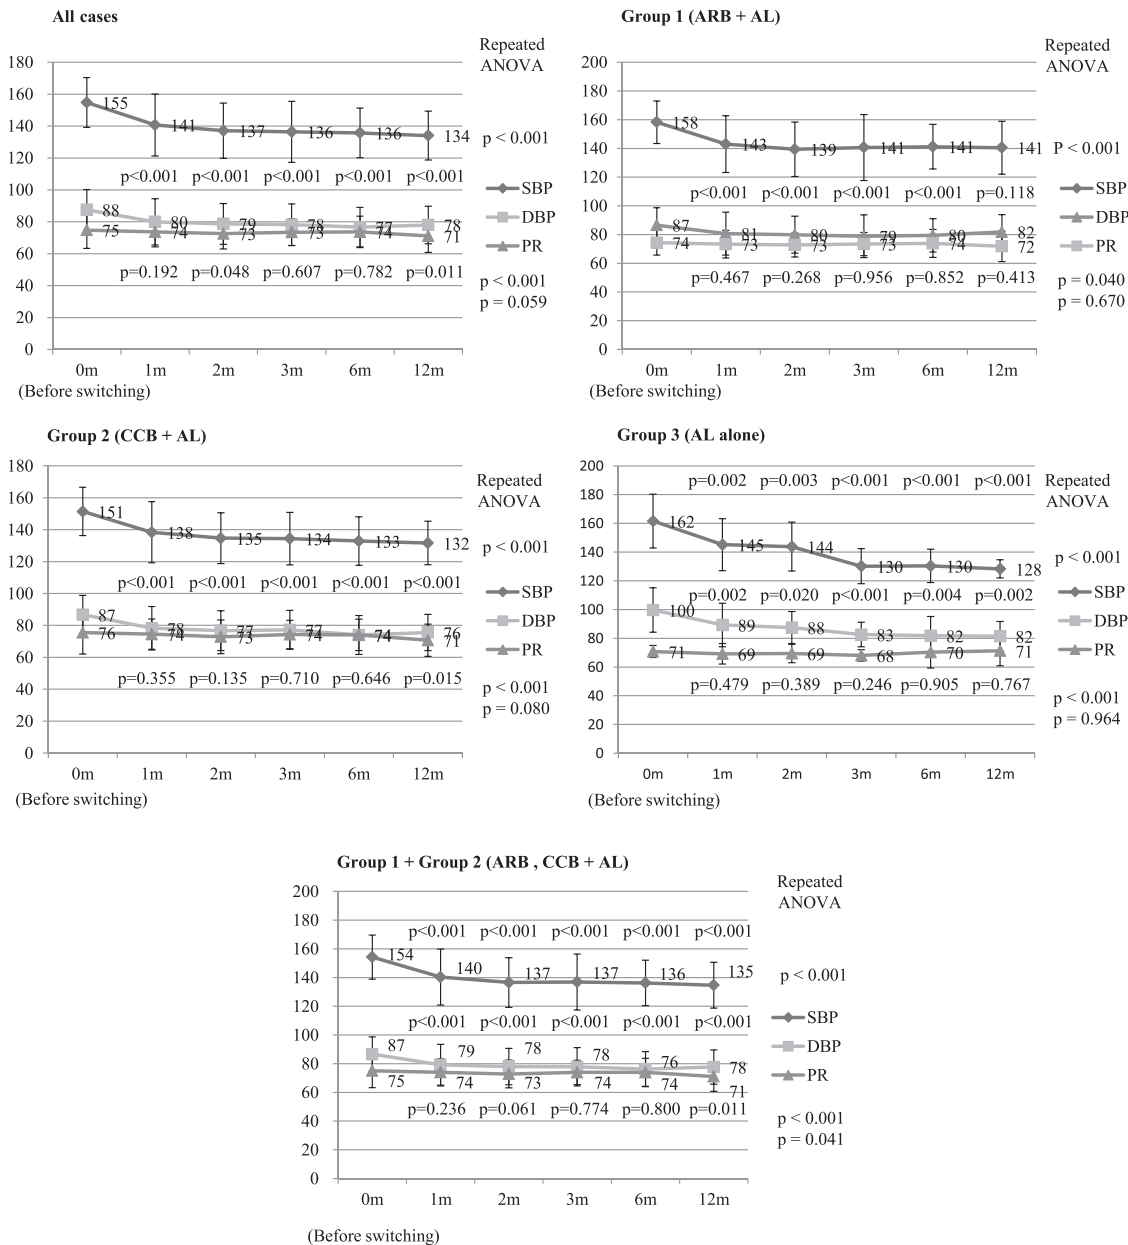 All cases
Repeated
ANOVA
180
160
140
120
100
80
60
40
20
0
155
141
137
136
136
134
p < 0.001
p<0.001 p<0.001 p<0.001 p<0.001 p<0.001
SBP
DBP
PR
88
80
79
78
77
78
75
74
73
73
74
71
p=0.192 p=0.048 p=0.607 p=0.782 p=0.011
p < 0.001
p = 0.059
0m 1m 2m 3m 6m 12m
(Before switching)
Group 1 (ARB + AL)
Repeated
ANOVA
200
180
160
140
120
100
80
60
40
20
0
158
143
139
141
141
141
P < 0.001
p<0.001 p<0.001 p<0.001 p<0.001 p=0.118
SBP
DBP
PR
87
81
80
79
80
82
74
73
73
73
74
72
p=0.467 p=0.268 p=0.956 p=0.852 p=0.413
p = 0.040
p = 0.670
0m 1m 2m 3m 6m 12m
(Before switching)
Group 2 (CCB + AL)
Repeated
ANOVA
180
160
140
120
100
80
60
40
20
0
151
138
135
134
133
132
p < 0.001
p<0.001 p<0.001 p<0.001 p<0.001 p<0.001
SBP
DBP
PR
87
78
77
77
74
76
76
74
73
74
74
71
p=0.355 p=0.135 p=0.710 p=0.646 p=0.015
p < 0.001
p = 0.080
0m 1m 2m 3m 6m 12m
(Before switching)
Group 3 (AL alone)
Repeated
ANOVA
200
180
160
140
120
100
80
60
40
20
0
p=0.002 p=0.003 p<0.001 p<0.001 p<0.001
162
145
144
130
130
128
p < 0.001
p=0.002 p=0.020 p<0.001 p=0.004 p=0.002
SBP
DBP
PR
100
89
88
83
82
82
71
69
69
68
70
71
p=0.479 p=0.389 p=0.246 p=0.905 p=0.767
p < 0.001
p = 0.964
0m 1m 2m 3m 6m 12m
(Before switching)
Group 1 + Group 2 (ARB , CCB + AL)
Repeated
ANOVA
200
180
160
140
120
100
80
60
40
20
0
p<0.001 p<0.001 p<0.001 p<0.001 p<0.001
154
140
137
137
136
135
p < 0.001
p<0.001 p<0.001 p<0.001 p<0.001 p<0.001
SBP
DBP
PR
87
79
78
78
76
78
75
74
73
74
74
71
p=0.236 p=0.061 p=0.774 p=0.800 p=0.011
p < 0.001
p = 0.041
0m 1m 2m 3m 6m 12m
(Before switching)